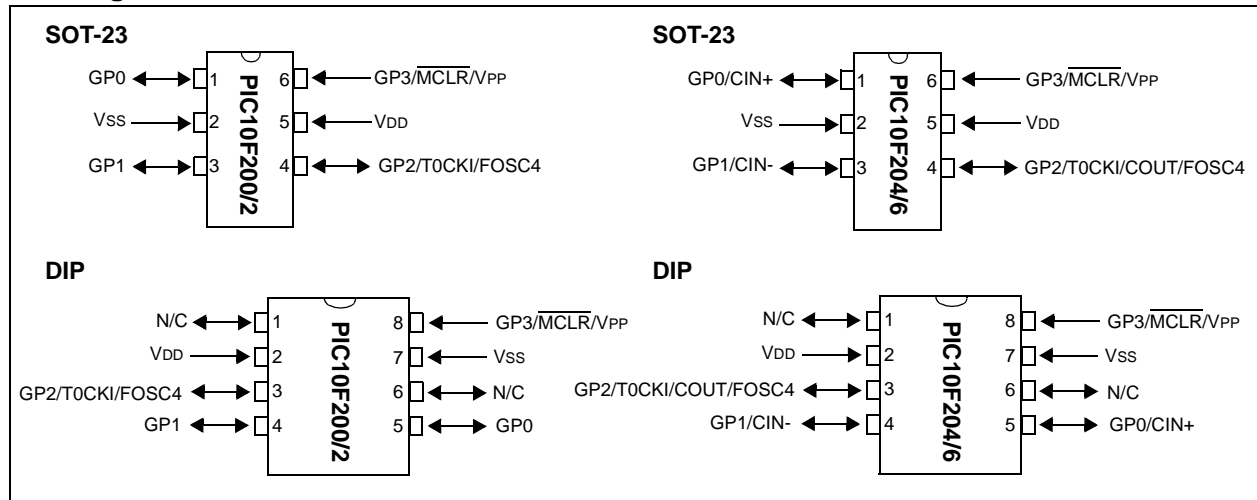 SOT-23
GP0 1 6 GP3/MCLR/VPP
VSS 2 5 VDD
GP1 3 4 GP2/T0CKI/FOSC4
PIC10F200/2
SOT-23
GP0/CIN+ 1 6 GP3/MCLR/VPP
VSS 2 5 VDD
GP1/CIN- 3 4 GP2/T0CKI/COUT/FOSC4
PIC10F204/6
DIP
N/C 1 8 GP3/MCLR/VPP
VDD 2 7 VSS
GP2/T0CKI/FOSC4 3 6 N/C
GP1 4 5 GP0
PIC10F200/2
DIP
N/C 1 8 GP3/MCLR/VPP
VDD 2 7 VSS
GP2/T0CKI/COUT/FOSC4 3 6 N/C
GP1/CIN- 4 5 GP0/CIN+
PIC10F204/6